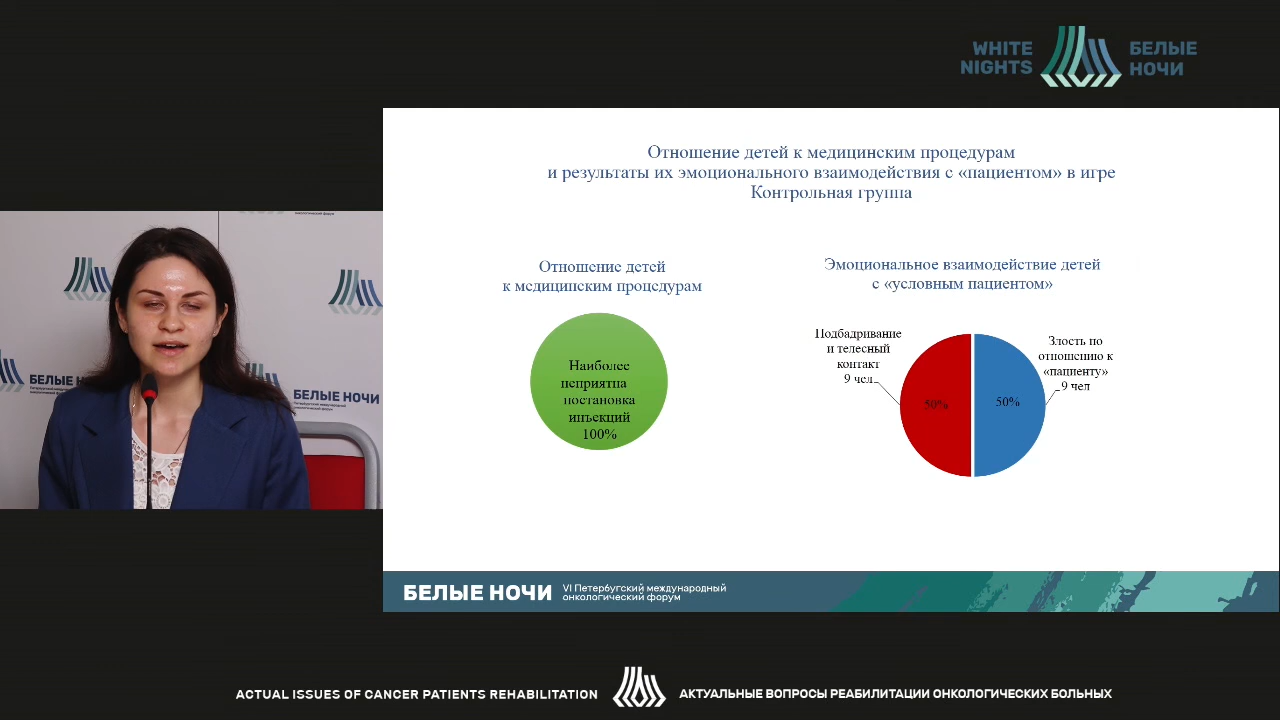 WHITE
NIGHTS
БЕЛЫЕ
НОЧИ
Отношение детей к медицинским процедурам
и результаты их эмоционального взаимодействия с «пациентом» в игре
Контрольная группа
Отношение детей
к медицинским процедурам
Наиболее
неприятна
постановка
инъекций
100%
Эмоциональное взаимодействие детей
с «условным пациентом»
Подбадривание
и телесный
контакт
9 чел.
50%
50%
Злость по
отношению к
«пациенту»
9 чел
БЕЛЫЕ НОЧИ
БЕЛЫЕ НОЧИ
БЕЛЫЕ НОЧИ
VI Петербугский международный
онкологический форум
ACTUAL ISSUES OF CANCER PATIENTS REHABILITATION
АКТУАЛЬНЫЕ ВОПРОСЫ РЕАБИЛИТАЦИИ ОНКОЛОГИЧЕСКИХ БОЛЬНЫХ